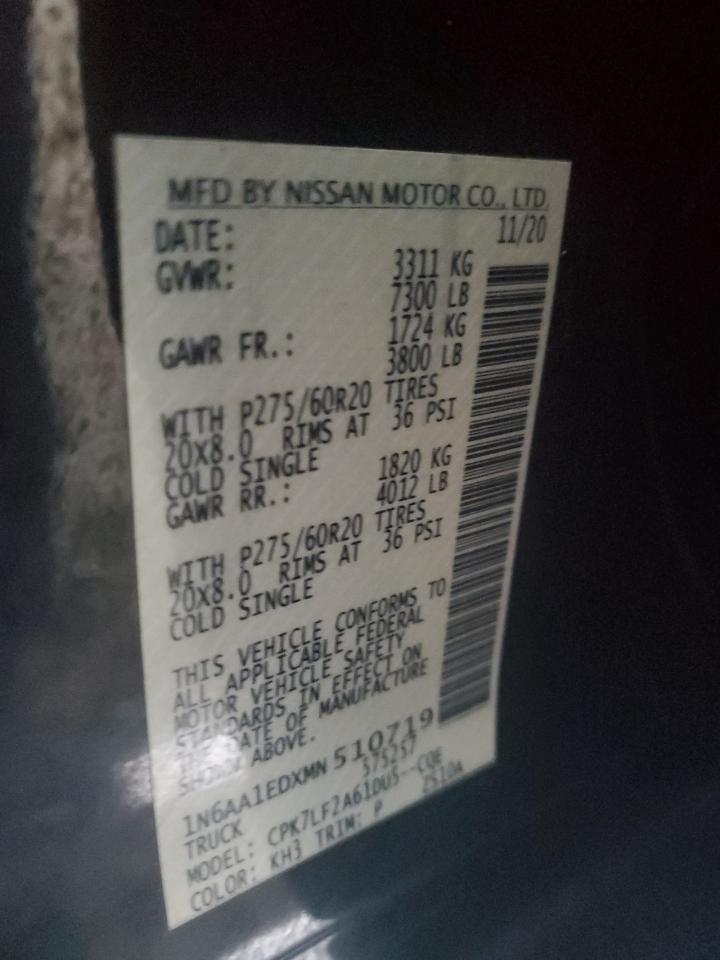 MFD BY NISSAN MOTOR CO., LTD.
DATE: 11/20
GVWR: 3311 KG
7300 LB
GAWR FR.: 1724 KG
3800 LB
WITH P275/60R20 TIRES
20X8.0 RIMS AT 36 PSI
COLD SINGLE
GAWR RR.: 1820 KG
4012 LB
WITH P275/60R20 TIRES
20X8.0 RIMS AT 36 PSI
COLD SINGLE
THIS VEHICLE CONFORMS TO
ALL APPLICABLE FEDERAL
MOTOR VEHICLE SAFETY
STANDARDS IN EFFECT ON
THE DATE OF MANUFACTURE
SHOWN ABOVE.
1N6AA1EDXMN 510719
TRUCK 575257
MODEL: CPK7LF2A61DU5--CQE
COLOR: KH3 TRIM: P 2510A